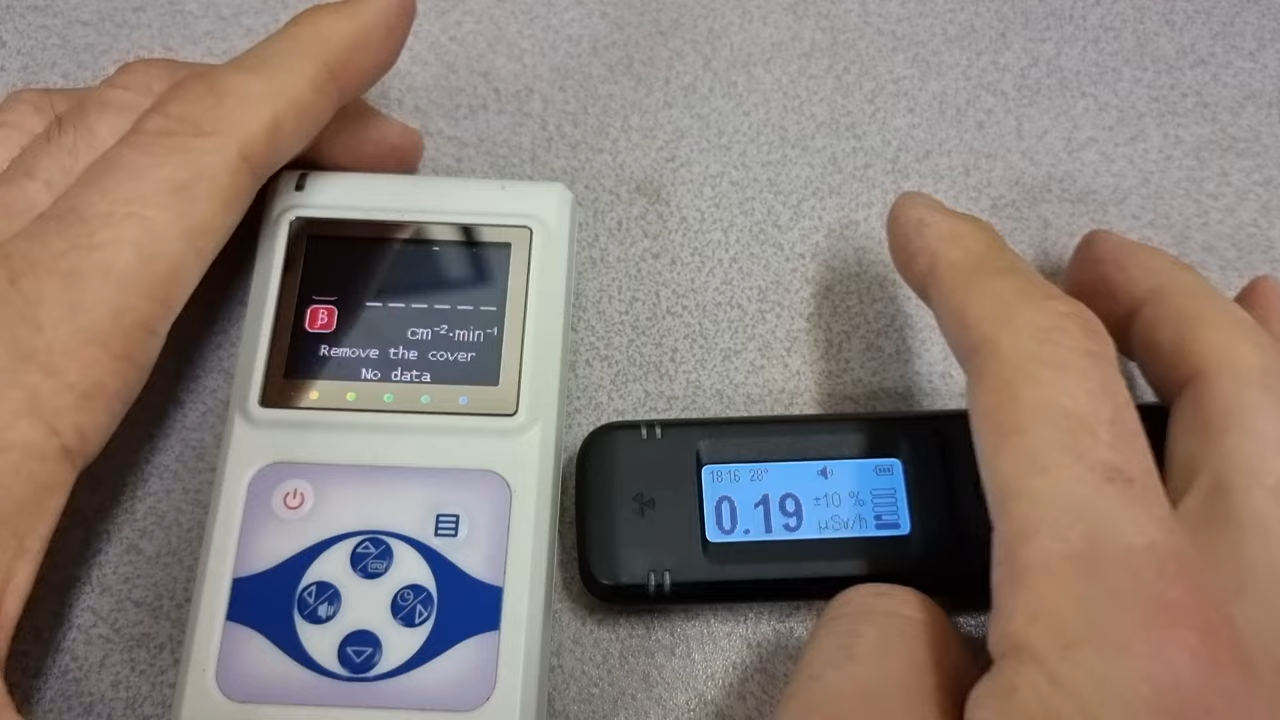 β
cm⁻²·min⁻¹
Remove the cover
No data
18:16 28°
0.19 ±10 %
µSv/h